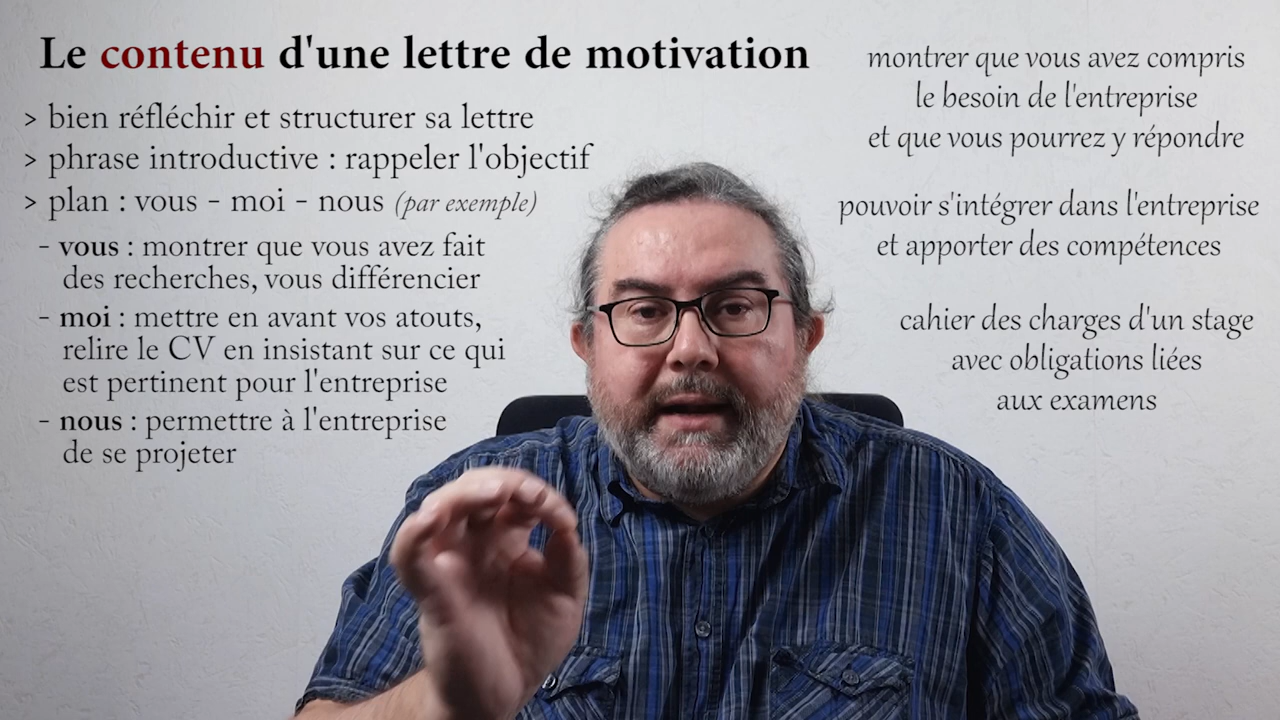 Le contenu d'une lettre de motivation
> bien réfléchir et structurer sa lettre
> phrase introductive : rappeler l'objectif
> plan : vous - moi - nous (par exemple)
- vous : montrer que vous avez fait
des recherches, vous différencier
- moi : mettre en avant vos atouts,
relire le CV en insistant sur ce qui
est pertinent pour l'entreprise
- nous : permettre à l'entreprise
de se projeter
montrer que vous avez compris
le besoin de l'entreprise
et que vous pourrez y répondre
pouvoir s'intégrer dans l'entreprise
et apporter des compétences
cahier des charges d'un stage
avec obligations liées
aux examens